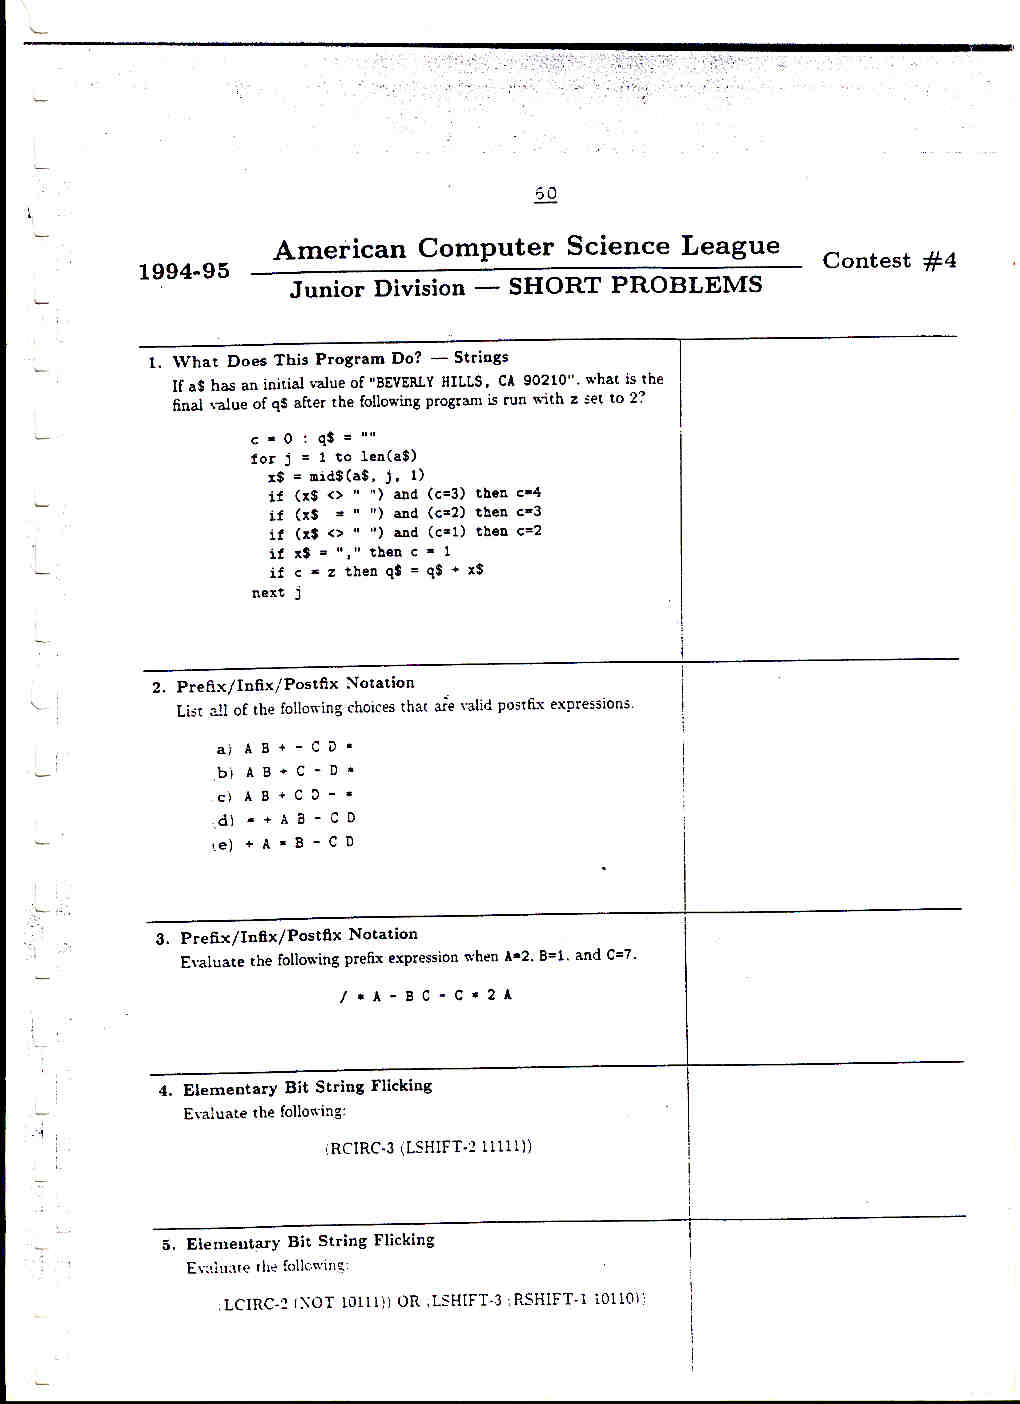 60
American Computer Science League
1994-95
Contest #4
Junior Division — SHORT PROBLEMS
1. What Does This Program Do? — Strings
If a$ has an initial value of "BEVERLY HILLS, CA 90210", what is the
final value of q$ after the following program is run with z set to 2?
c = 0 : q$ = ""
for j = 1 to len(a$)
x$ = mid$(a$, j, 1)
if (x$ <> " ") and (c=3) then c=4
if (x$ = " ") and (c=2) then c=3
if (x$ <> " ") and (c=1) then c=2
if x$ = "," then c = 1
if c = z then q$ = q$ + x$
next j
2. Prefix/Infix/Postfix Notation
List all of the following choices that are valid postfix expressions.
a) A B + - C D *
b) A B + C - D *
c) A B + C D - *
d) * + A B - C D
e) + A * B - C D
3. Prefix/Infix/Postfix Notation
Evaluate the following prefix expression when A=2, B=1, and C=7.
/ * A - B C - C * 2 A
4. Elementary Bit String Flicking
Evaluate the following:
(RCIRC-3 (LSHIFT-2 11111))
5. Elementary Bit String Flicking
Evaluate the following:
(LCIRC-2 (NOT 10111)) OR (LSHIFT-3 (RSHIFT-1 10110))